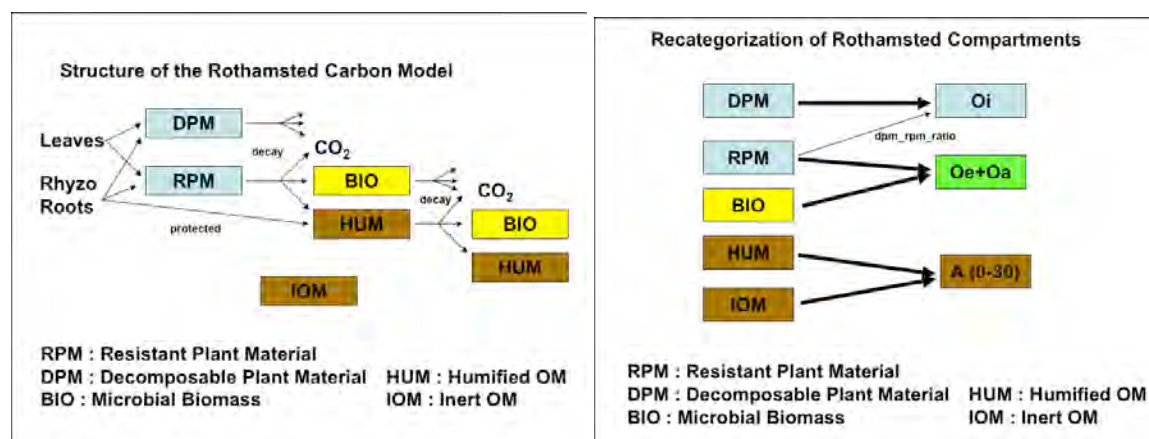 Structure of the Rothamsted Carbon Model
DPM
Leaves
decay
CO2
RPM
BIO
Rhyzo
Roots
CO2
decay
protected
HUM
BIO
HUM
IOM
RPM : Resistant Plant Material
DPM : Decomposable Plant Material HUM : Humified OM
BIO : Microbial Biomass IOM : Inert OM
Recategorization of Rothamsted Compartments
DPM
Oi
dpm_rpm_ratio
RPM
Oe+Oa
BIO
HUM
A (0-30)
IOM
RPM : Resistant Plant Material
DPM : Decomposable Plant Material HUM : Humified OM
BIO : Microbial Biomass IOM : Inert OM